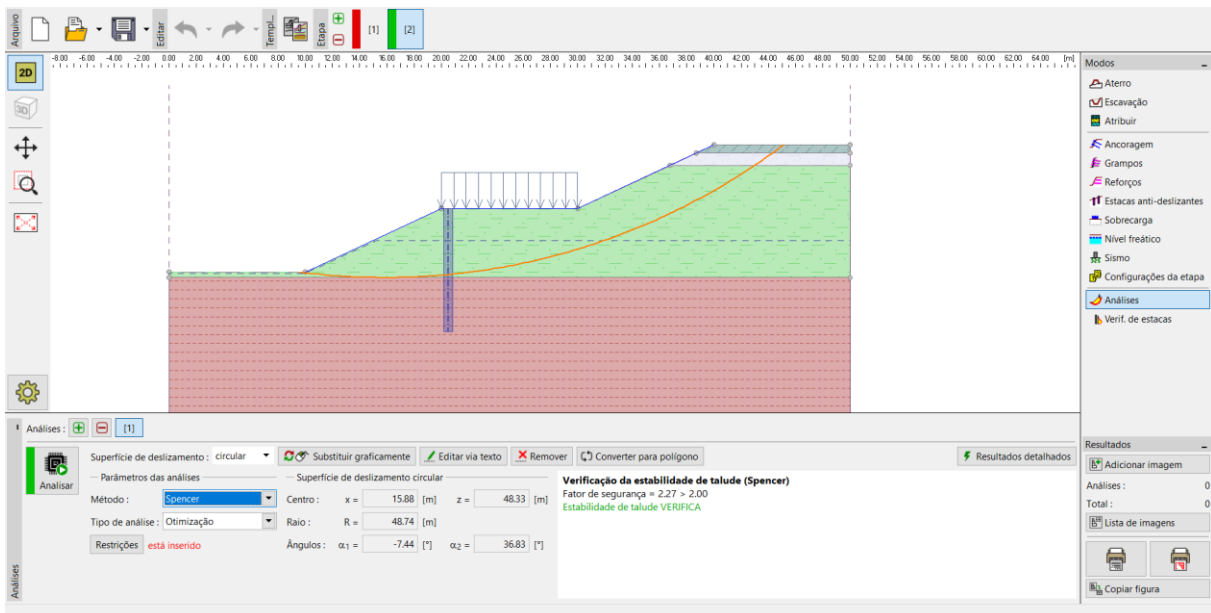 Arquivo
Editar
Templ...
Etapa
[1]
[2]
2D
3D
-8.00 -6.00 -4.00 -2.00 0.00 2.00 4.00 6.00 8.00 10.00 12.00 14.00 16.00 18.00 20.00 22.00 24.00 26.00 28.00 30.00 32.00 34.00 36.00 38.00 40.00 42.00 44.00 46.00 48.00 50.00 52.00 54.00 56.00 58.00 60.00 62.00 64.00 [m]
Modos
Aterro
Escavação
Atribuir
Ancoragem
Grampos
Reforços
Estacas anti-deslizantes
Sobrecarga
Nível freático
Sismo
Configurações da etapa
Análises
Verif. de estacas
Análises : [1]
Analisar
Superfície de deslizamento : circular
Substituir graficamente
Editar via texto
Remover
Converter para polígono
Resultados detalhados
Parâmetros das análises
Método : Spencer
Tipo de análise : Otimização
Restrições está inserido
Superfície de deslizamento circular
Centro : x = 15.88 [m] z = 48.33 [m]
Raio : R = 48.74 [m]
Ângulos : α1 = -7.44 [°] α2 = 36.83 [°]
Verificação da estabilidade de talude (Spencer)
Fator de segurança = 2.27 > 2.00
Estabilidade de talude VERIFICA
Análises
Resultados
Adicionar imagem
Análises : 0
Total : 0
Lista de imagens
Copiar figura